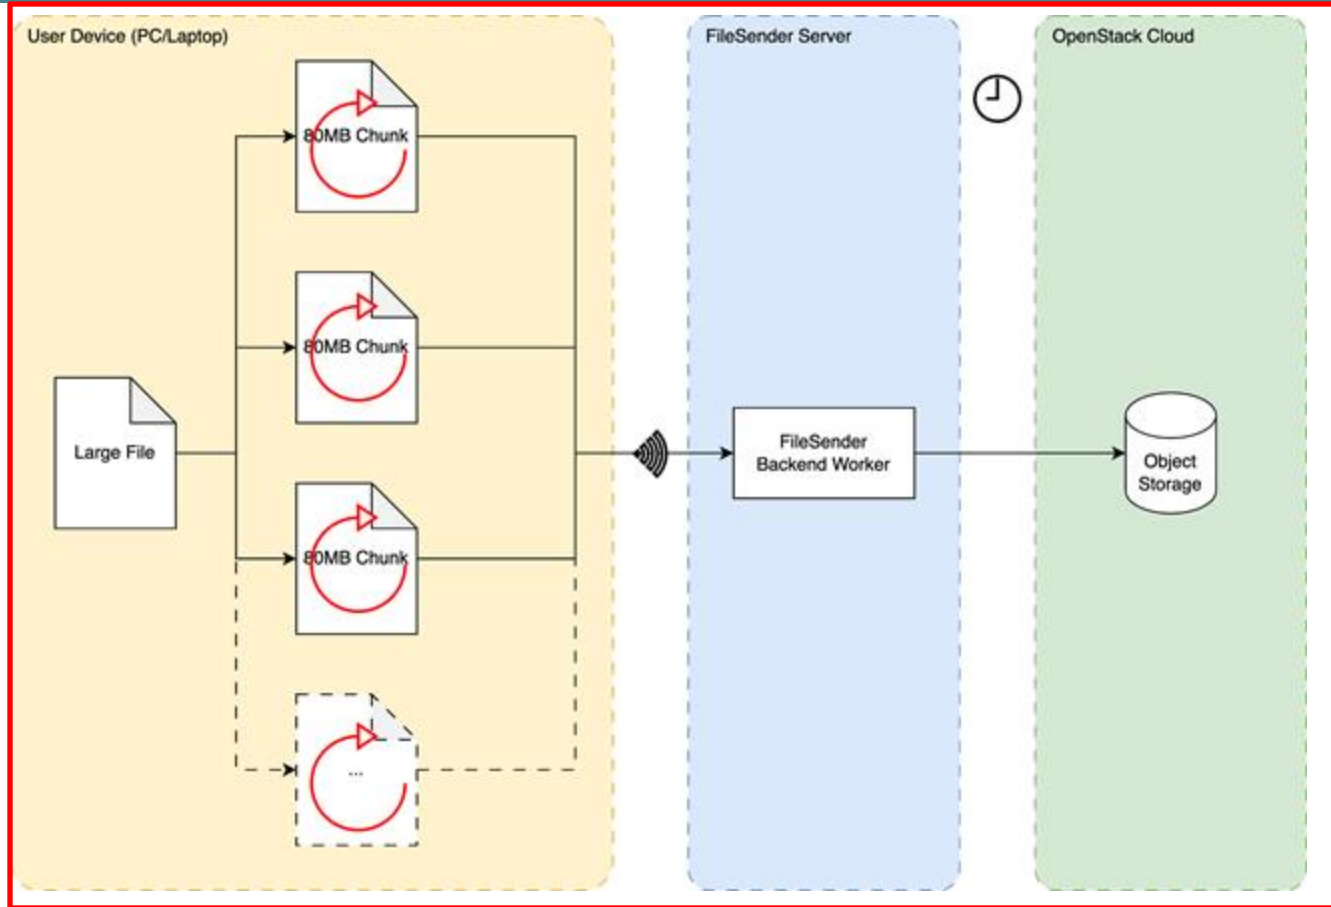 User Device (PC/Laptop)
FileSender Server
OpenStack Cloud
80MB Chunk
80MB Chunk
Large File
FileSender
Backend Worker
Object
Storage
80MB Chunk
...